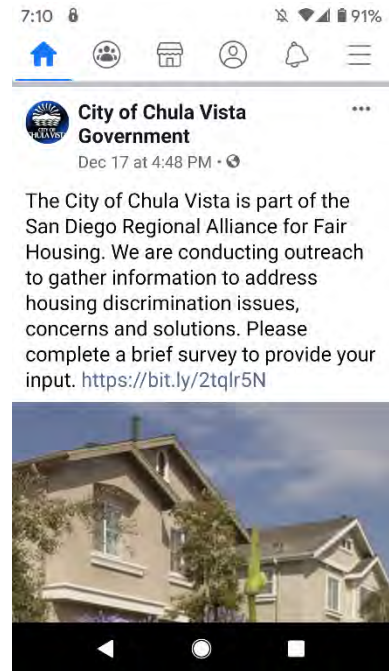 7:10 91%
City of Chula Vista
Government
Dec 17 at 4:48 PM
The City of Chula Vista is part of the
San Diego Regional Alliance for Fair
Housing. We are conducting outreach
to gather information to address
housing discrimination issues,
concerns and solutions. Please
complete a brief survey to provide your
input. https://bit.ly/2tqlr5N